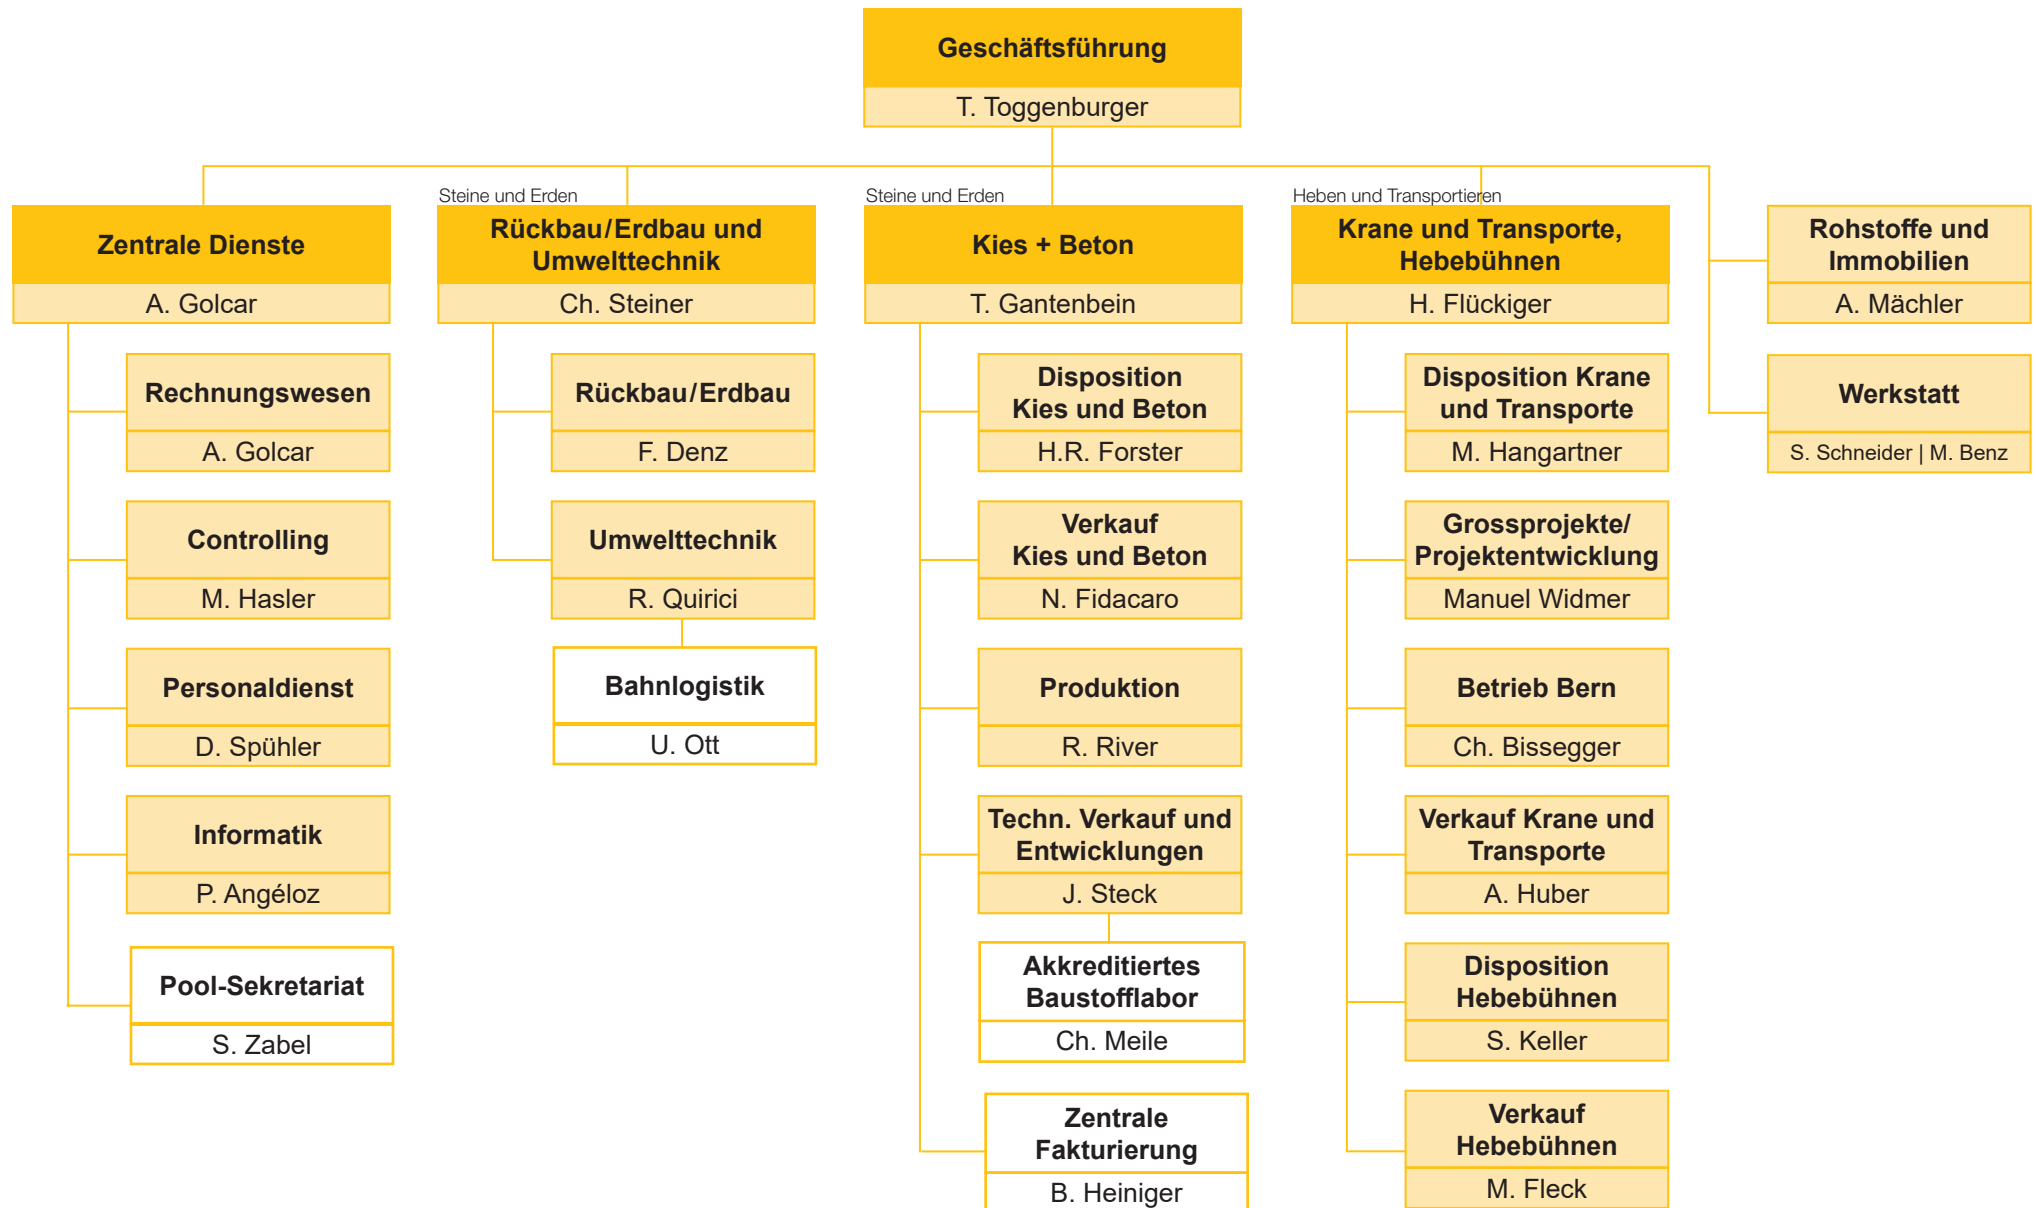 Geschäftsführung
T. Toggenburger
Zentrale Dienste
A. Golcar
Rechnungswesen
A. Golcar
Controlling
M. Hasler
Personaldienst
D. Spühler
Informatik
P. Angéloz
Pool-Sekretariat
S. Zabel
Steine und Erden
Rückbau/Erdbau und
Umwelttechnik
Ch. Steiner
Rückbau/Erdbau
F. Denz
Umwelttechnik
R. Quirici
Bahnlogistik
U. Ott
Steine und Erden
Kies + Beton
T. Gantenbein
Disposition
Kies und Beton
H.R. Forster
Verkauf
Kies und Beton
N. Fidacaro
Produktion
R. River
Techn. Verkauf und
Entwicklungen
J. Steck
Akkreditiertes
Baustofflabor
Ch. Meile
Zentrale
Fakturierung
B. Heiniger
Heben und Transportieren
Krane und Transporte,
Hebebühnen
H. Flückiger
Disposition Krane
und Transporte
M. Hangartner
Grossprojekte/
Projektentwicklung
Manuel Widmer
Betrieb Bern
Ch. Bissegger
Verkauf Krane und
Transporte
A. Huber
Disposition
Hebebühnen
S. Keller
Verkauf
Hebebühnen
M. Fleck
Rohstoffe und
Immobilien
A. Mächler
Werkstatt
S. Schneider | M. Benz